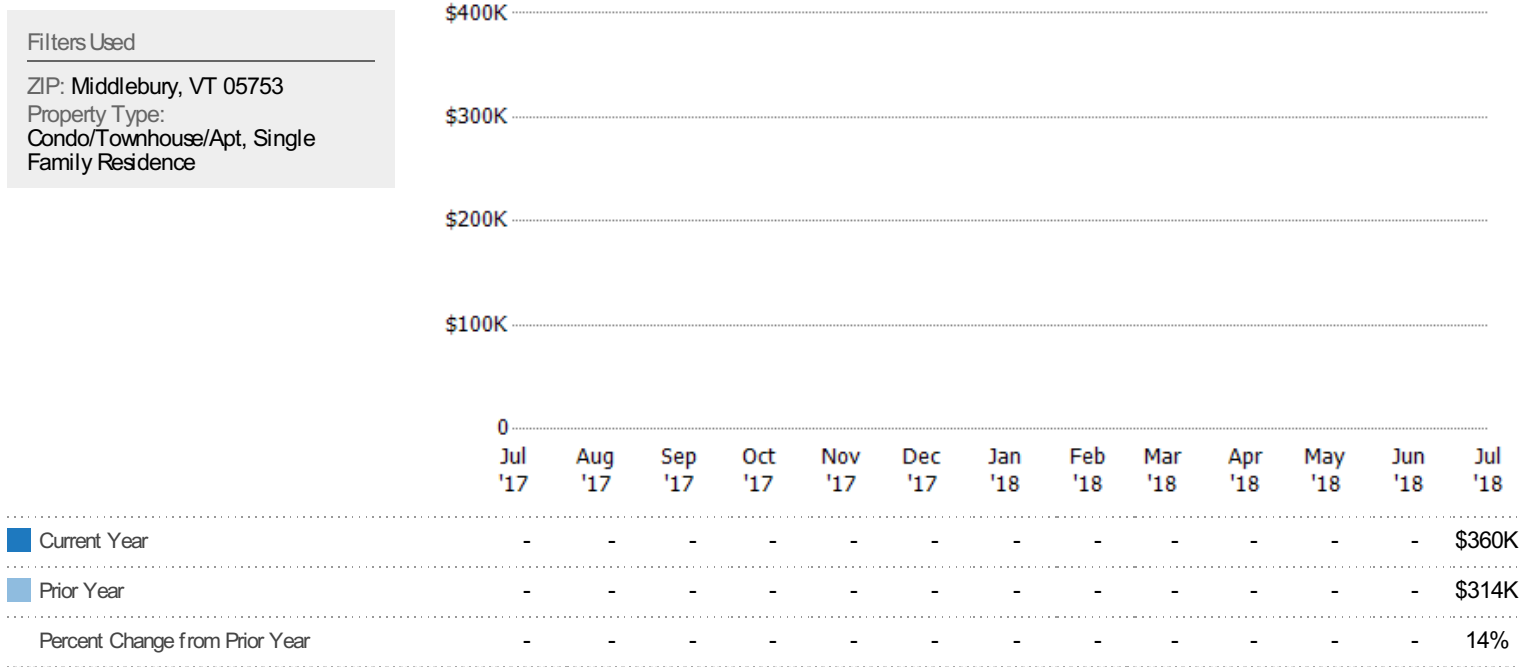 Filters Used
ZIP: Middlebury, VT 05753
Property Type:
Condo/Townhouse/Apt, Single
Family Residence
$400K
$300K
$200K
$100K
0
Jul Aug Sep Oct Nov Dec Jan Feb Mar Apr May Jun Jul
'17 '17 '17 '17 '17 '17 '18 '18 '18 '18 '18 '18 '18
Current Year - - - - - - - - - - - - $360K
Prior Year - - - - - - - - - - - - $314K
Percent Change from Prior Year - - - - - - - - - - - - 14%